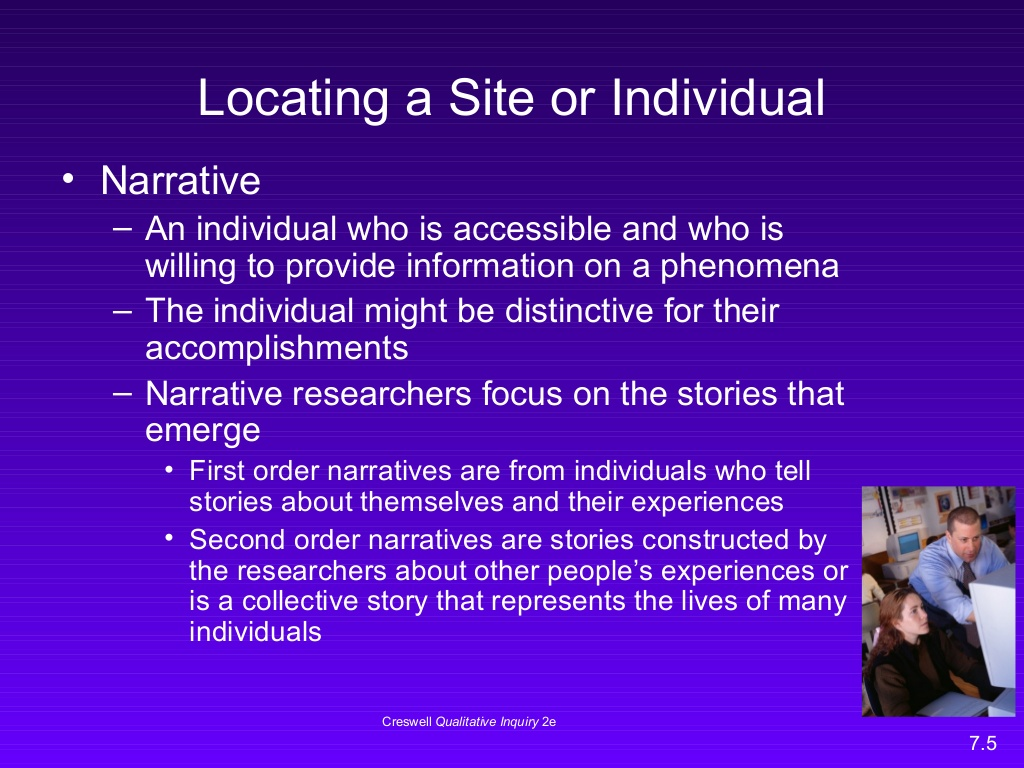 Locating a Site or Individual
• Narrative
– An individual who is accessible and who is
willing to provide information on a phenomena
– The individual might be distinctive for their
accomplishments
– Narrative researchers focus on the stories that
emerge
• First order narratives are from individuals who tell
stories about themselves and their experiences
• Second order narratives are stories constructed by
the researchers about other people’s experiences or
is a collective story that represents the lives of many
individuals
Creswell Qualitative Inquiry 2e
7.5